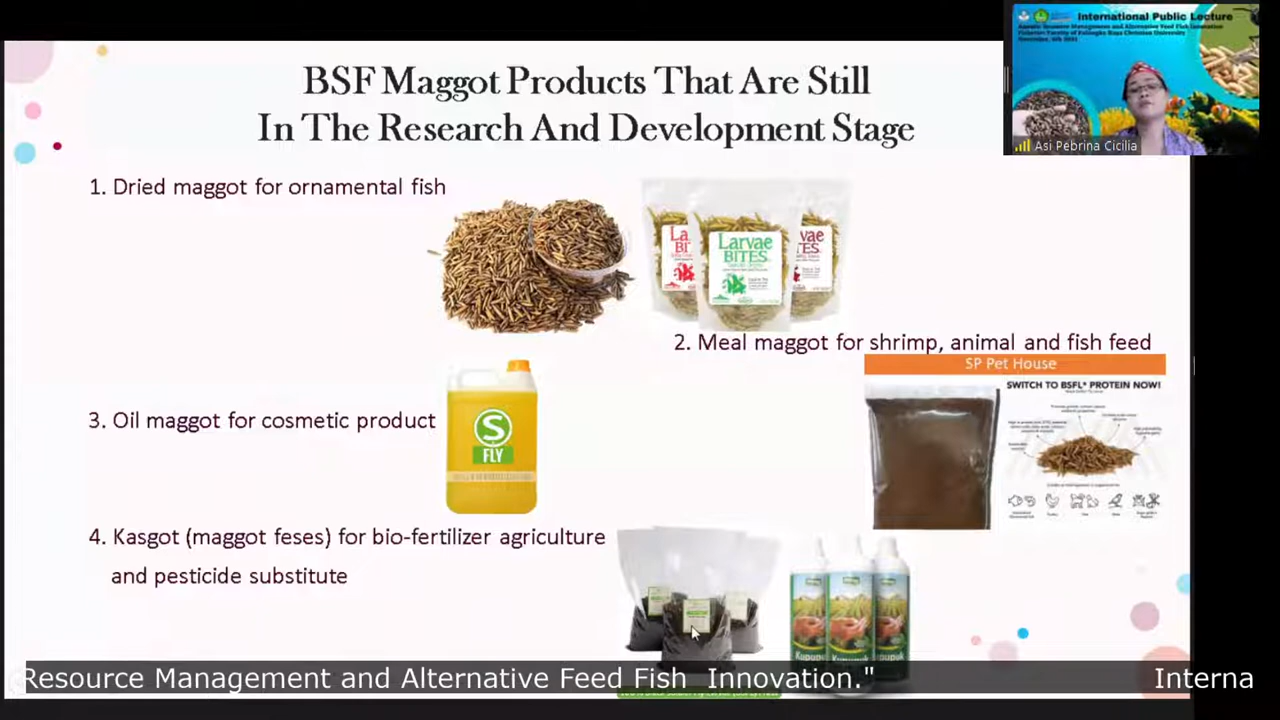 International Public Lecture
Asi Pebrina Cicilia
BSF Maggot Products That Are Still
In The Research And Development Stage
1. Dried maggot for ornamental fish
Larvae
BITES
2. Meal maggot for shrimp, animal and fish feed
SP Pet House
SWITCH TO BSFL* PROTEIN NOW!
3. Oil maggot for cosmetic product
S
FLY
4. Kasgot (maggot feses) for bio-fertilizer agriculture
and pesticide substitute
Resource Management and Alternative Feed Fish Innovation." Interna